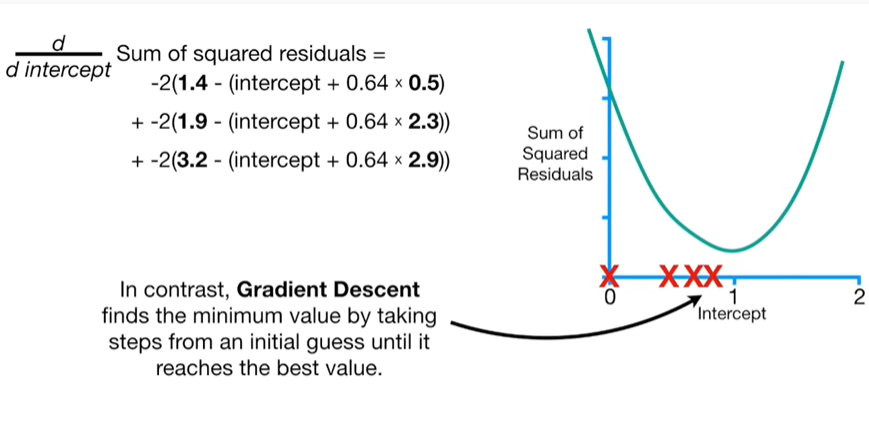 d
d intercept
Sum of squared residuals =
-2(1.4 - (intercept + 0.64 × 0.5)
+ -2(1.9 - (intercept + 0.64 × 2.3))
+ -2(3.2 - (intercept + 0.64 × 2.9))
In contrast, Gradient Descent
finds the minimum value by taking
steps from an initial guess until it
reaches the best value.
Sum of
Squared
Residuals
X X X X
0 1 2
Intercept